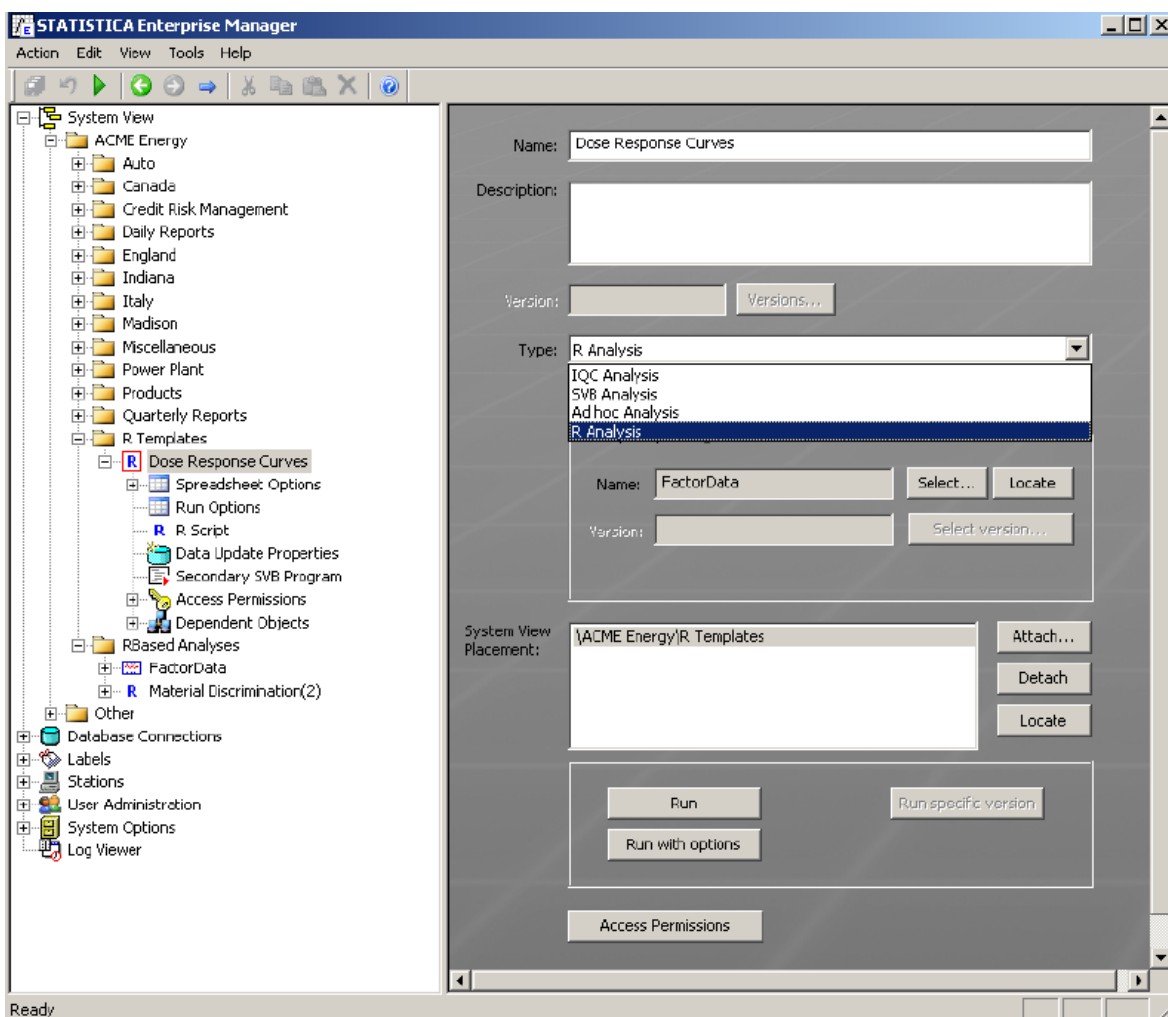 STATISTICA Enterprise Manager
Action Edit View Tools Help
System View
ACME Energy
Auto
Canada
Credit Risk Management
Daily Reports
England
Indiana
Italy
Madison
Miscellaneous
Power Plant
Products
Quarterly Reports
R Templates
R Dose Response Curves
Spreadsheet Options
Run Options
R R Script
Data Update Properties
Secondary SVB Program
Access Permissions
Dependent Objects
RBased Analyses
FactorData
R Material Discrimination(2)
Other
Database Connections
Labels
Stations
User Administration
System Options
Log Viewer
Name: Dose Response Curves
Description:
Version: Versions...
Type: R Analysis
IQC Analysis
SVB Analysis
Ad hoc Analysis
R Analysis
Name: FactorData Select... Locate
Version: Select version...
System View
Placement:
\ACME Energy\R Templates
Attach...
Detach
Locate
Run Run specific version
Run with options
Access Permissions
Ready